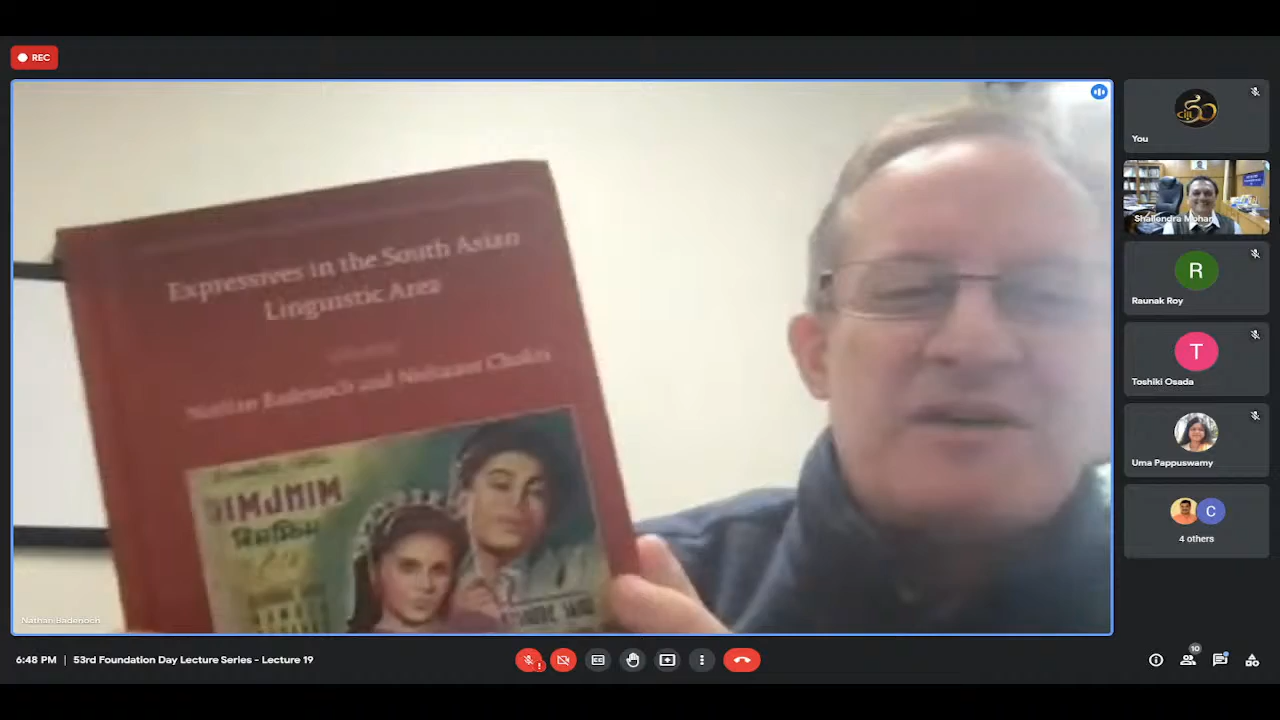 REC
Expressives in the South Asian
Linguistic Area
Nathan Badenoch and Nishaant Choksi
RIMJHIM
Nathan Badenoch
You
Shailendra Mohan
R
Raunak Roy
T
Toshiki Osada
Uma Pappuswamy
C
4 others
6:48 PM | 53rd Foundation Day Lecture Series - Lecture 19
10